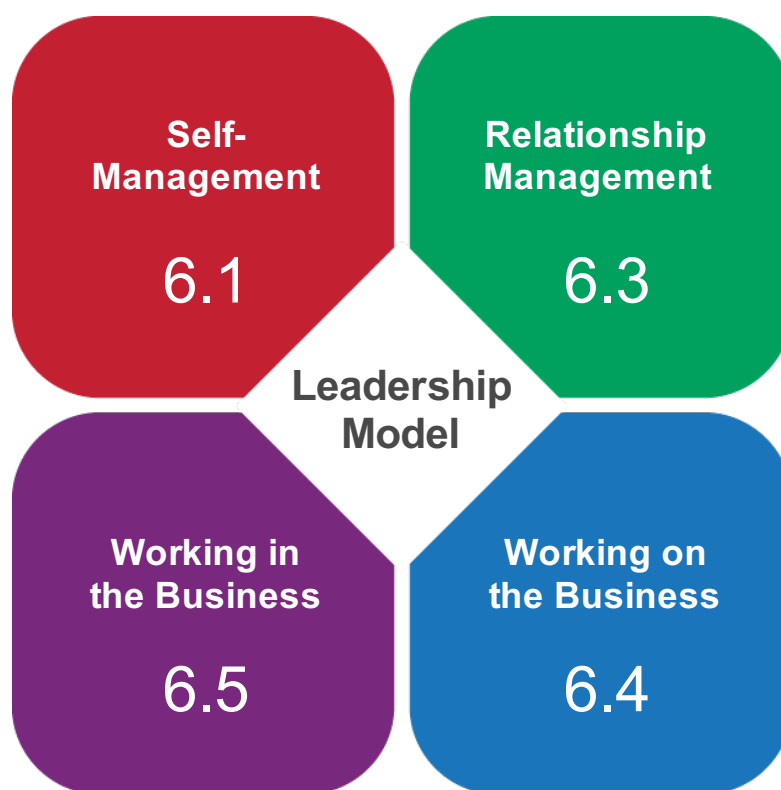 Self-
Management
6.1
Relationship
Management
6.3
Leadership
Model
Working in
the Business
6.5
Working on
the Business
6.4